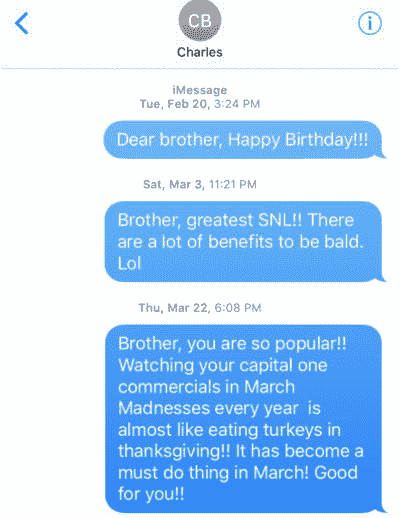 CB
Charles
iMessage
Tue, Feb 20, 3:24 PM
Dear brother, Happy Birthday!!!
Sat, Mar 3, 11:21 PM
Brother, greatest SNL!! There
are a lot of benefits to be bald.
Lol
Thu, Mar 22, 6:08 PM
Brother, you are so popular!!
Watching your capital one
commercials in March
Madnesses every year  is
almost like eating turkeys in
thanksgiving!! It has become a
must do thing in March! Good
for you!!